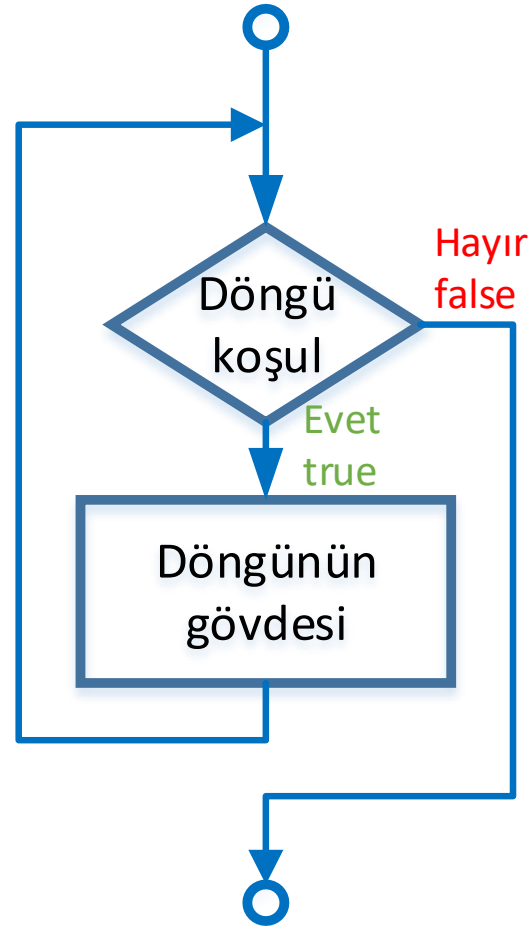 Döngü
koşul
Hayır
false
Evet
true
Döngünün
gövdesi